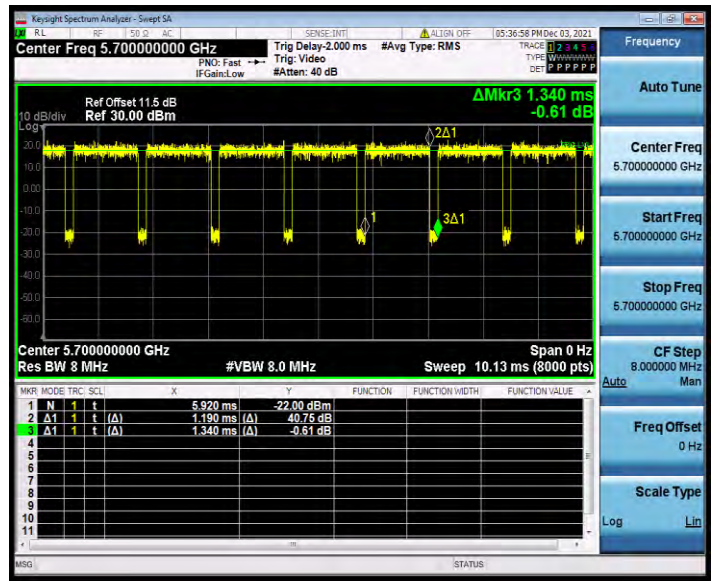 Keysight Spectrum Analyzer - Swept SA
RL RF 50 Ω AC SENSE:INT ALIGN OFF 05:36:58 PM Dec 03, 2021
Center Freq 5.700000000 GHz
PNO: Fast
IFGain:Low
Trig Delay-2.000 ms
Trig: Video
#Atten: 40 dB
#Avg Type: RMS
TRACE 1 2 3 4 5 6
TYPE WWWWWW
DET P P P P P P
Frequency
Auto Tune
Center Freq
5.700000000 GHz
Start Freq
5.700000000 GHz
Stop Freq
5.700000000 GHz
CF Step
8.000000 MHz
Auto Man
Freq Offset
0 Hz
Scale Type
Log Lin
ΔMkr3 1.340 ms
-0.61 dB
Ref Offset 11.5 dB
10 dB/div Ref 30.00 dBm
Log
20.0
10.0
0.00
-10.0
-20.0
-30.0
-40.0
-50.0
-60.0
2Δ1
1
3Δ1
Center 5.700000000 GHz Span 0 Hz
Res BW 8 MHz #VBW 8.0 MHz Sweep 10.13 ms (8000 pts)
MKR MODE TRC SCL X Y FUNCTION FUNCTION WIDTH FUNCTION VALUE
1 N 1 t 5.920 ms -22.00 dBm
2 Δ1 1 t (Δ) 1.190 ms (Δ) 40.75 dB
3 Δ1 1 t (Δ) 1.340 ms (Δ) -0.61 dB
4
5
6
7
8
9
10
11
MSG STATUS